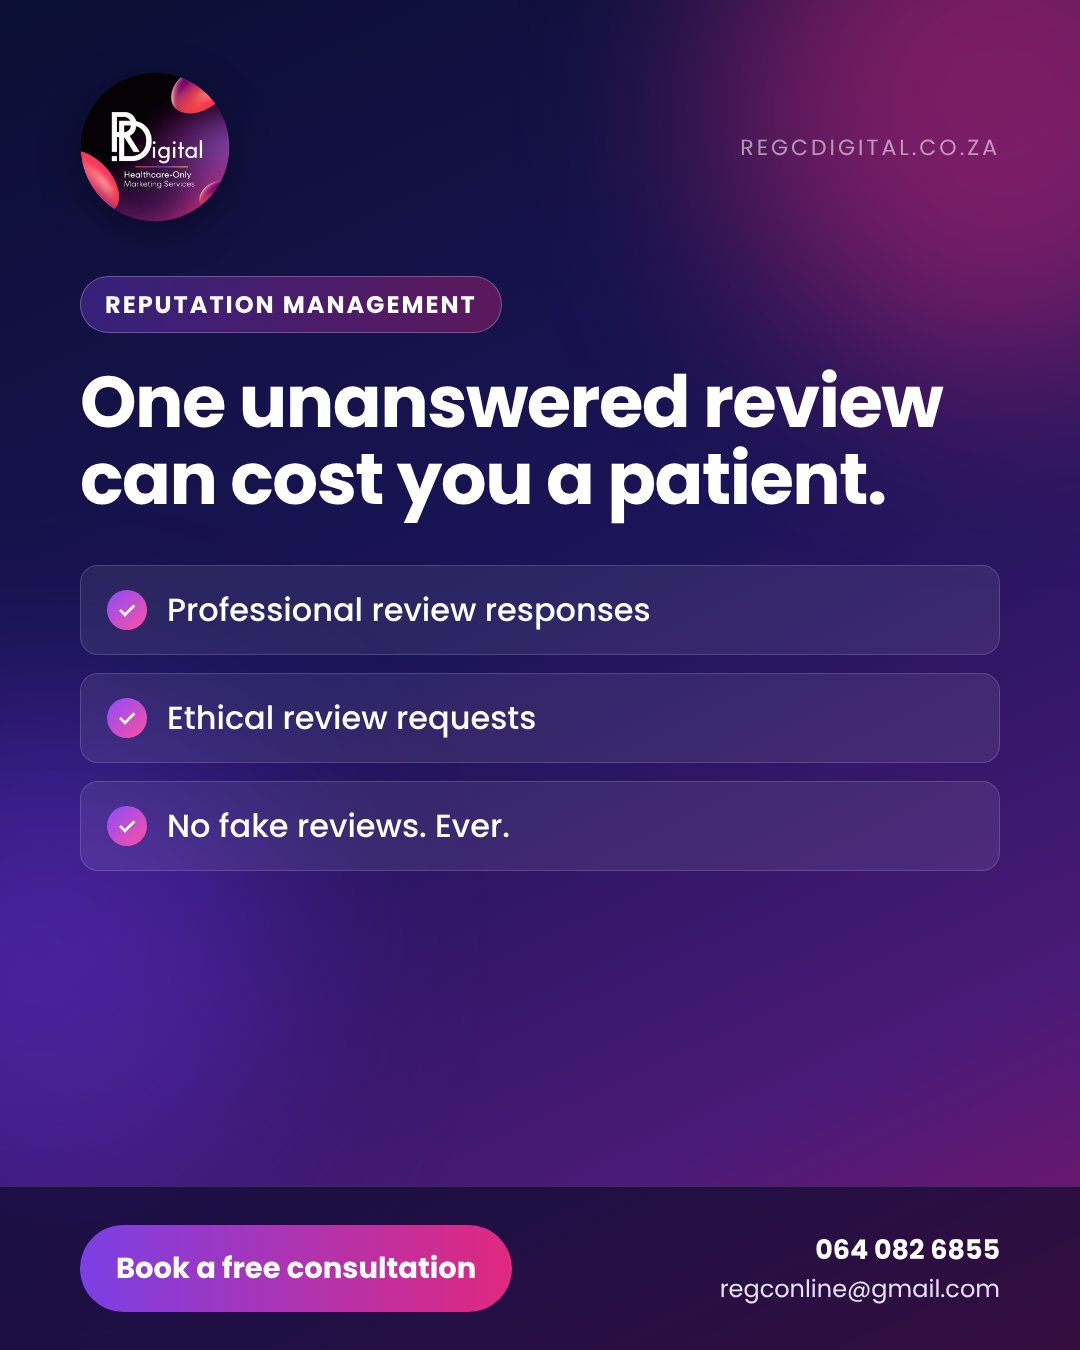 RDigital
Healthcare-Only
Marketing Services
REGCDIGITAL.CO.ZA
REPUTATION MANAGEMENT
One unanswered review
can cost you a patient.
Professional review responses
Ethical review requests
No fake reviews. Ever.
Book a free consultation
064 082 6855
regconline@gmail.com